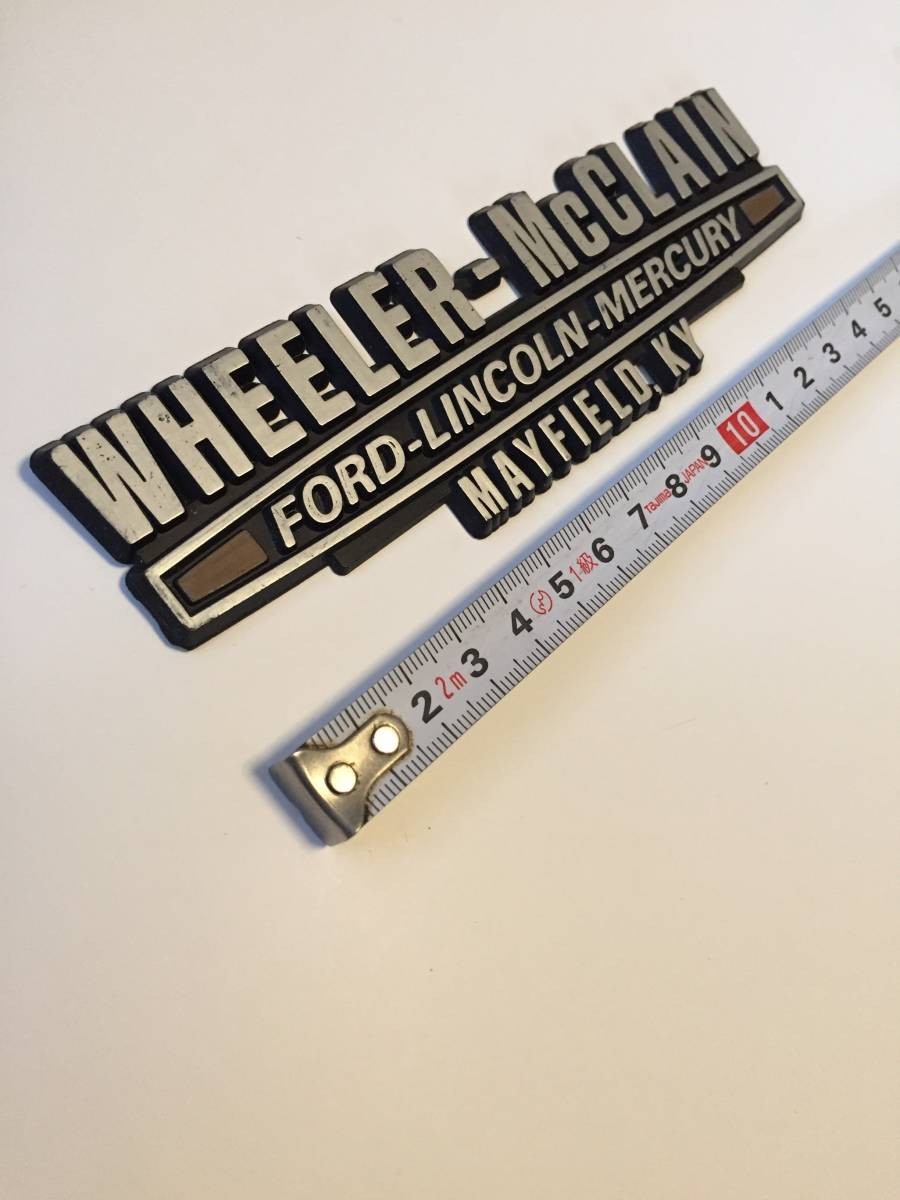 WHEELER-McCLAIN
FORD-LINCOLN-MERCURY
MAYFIELD, KY
2 2m 3 4 5 1級 6 7 Tajima 8 JAPAN 9 10 1 2 3 4 5